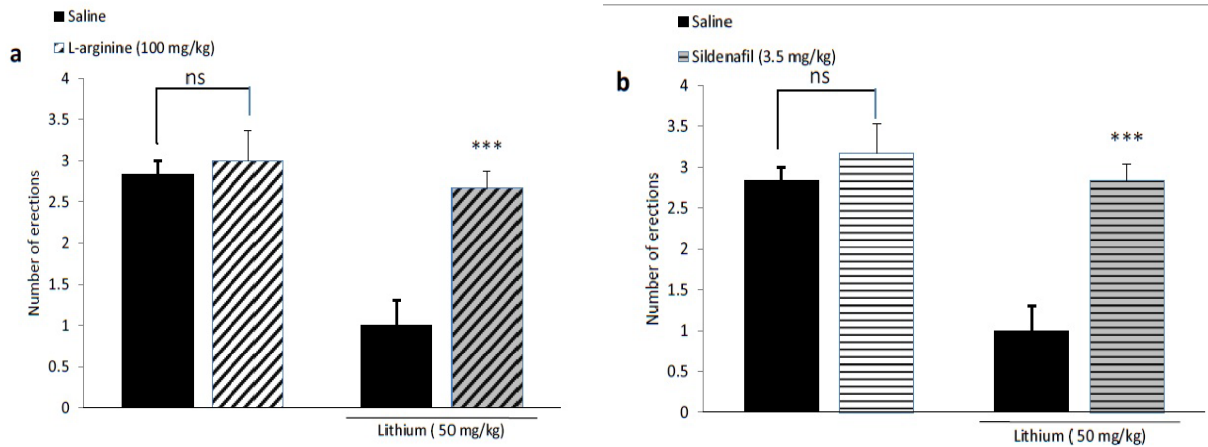 Saline
L-arginine (100 mg/kg)
a
ns
***
4
3.5
3
2.5
2
1.5
1
0.5
0
Number of erections
Lithium ( 50 mg/kg)
Saline
Sildenafil (3.5 mg/kg)
b
ns
***
4
3.5
3
2.5
2
1.5
1
0.5
0
Number of erections
Lithium ( 50 mg/kg)